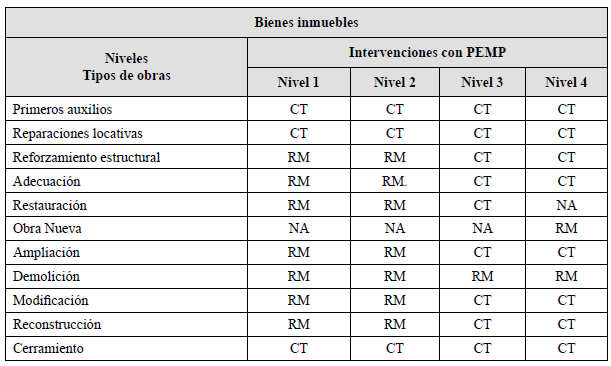 Bienes inmuebles
Niveles
Tipos de obras
Intervenciones con PEMP
Nivel 1 Nivel 2 Nivel 3 Nivel 4
Primeros auxilios CT CT CT CT
Reparaciones locativas CT CT CT CT
Reforzamiento estructural RM RM CT CT
Adecuación RM RM. CT CT
Restauración RM RM CT NA
Obra Nueva NA NA NA RM
Ampliación RM RM CT CT
Demolición RM RM RM RM
Modificación RM RM CT CT
Reconstrucción RM RM CT CT
Cerramiento CT CT CT CT